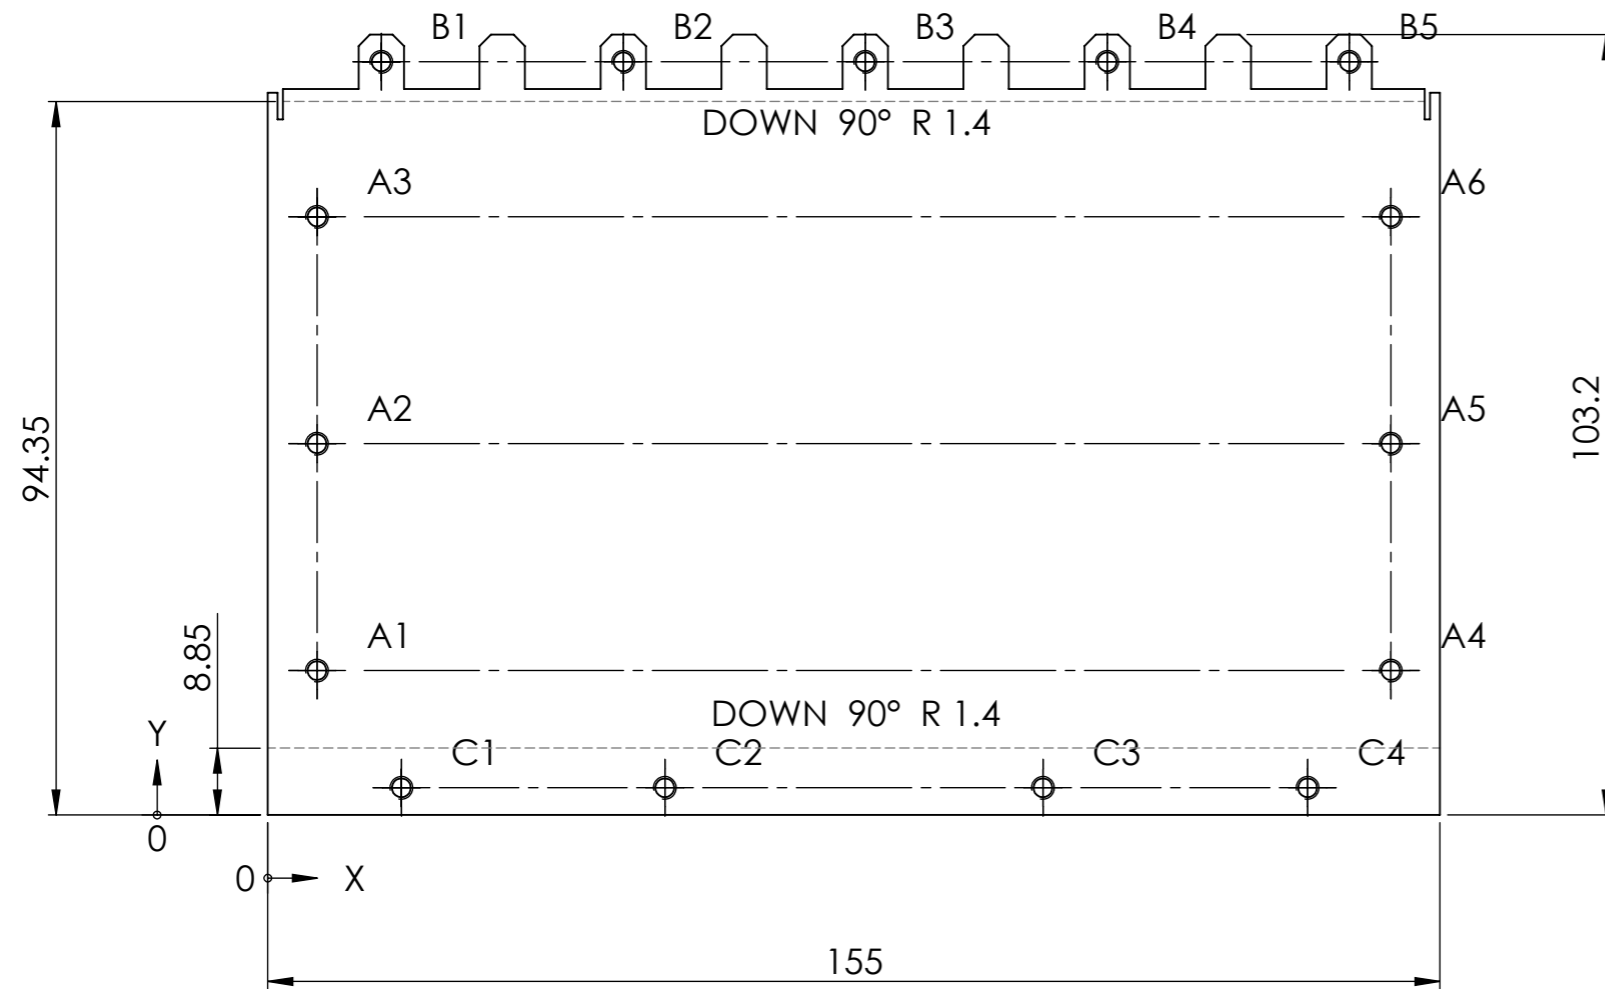 B1 B2 B3 B4 B5
DOWN 90° R 1.4
A3 A6
A2 A5
94.35
103.2
A1 A4
8.85
DOWN 90° R 1.4
Y
C1 C2 C3 C4
0
0 X
155